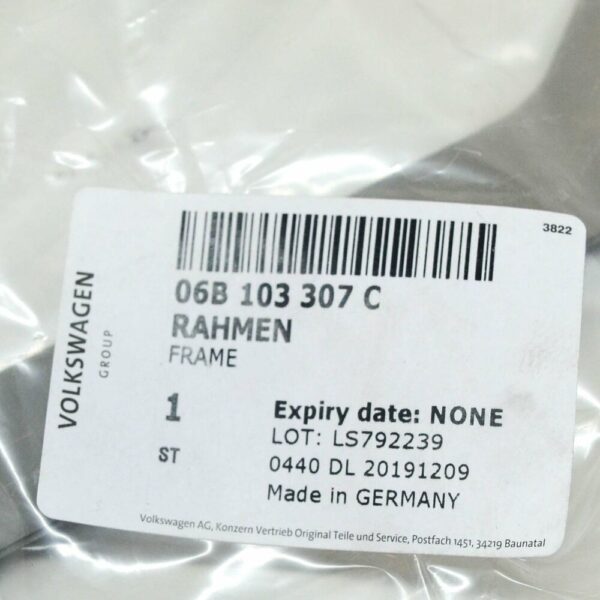 3822
VOLKSWAGEN
GROUP
06B 103 307 C
RAHMEN
FRAME
1
ST
Expiry date: NONE
LOT: LS792239
0440 DL 20191209
Made in GERMANY
Volkswagen AG, Konzern Vertrieb Original Teile und Service, Postfach 1451, 34219 Baunatal